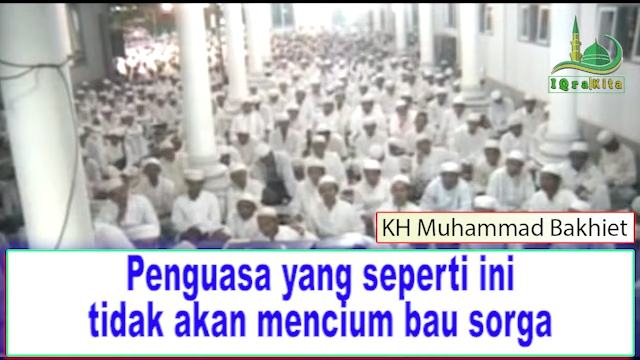 IQraKita
KH Muhammad Bakhiet
Penguasa yang seperti ini
tidak akan mencium bau sorga